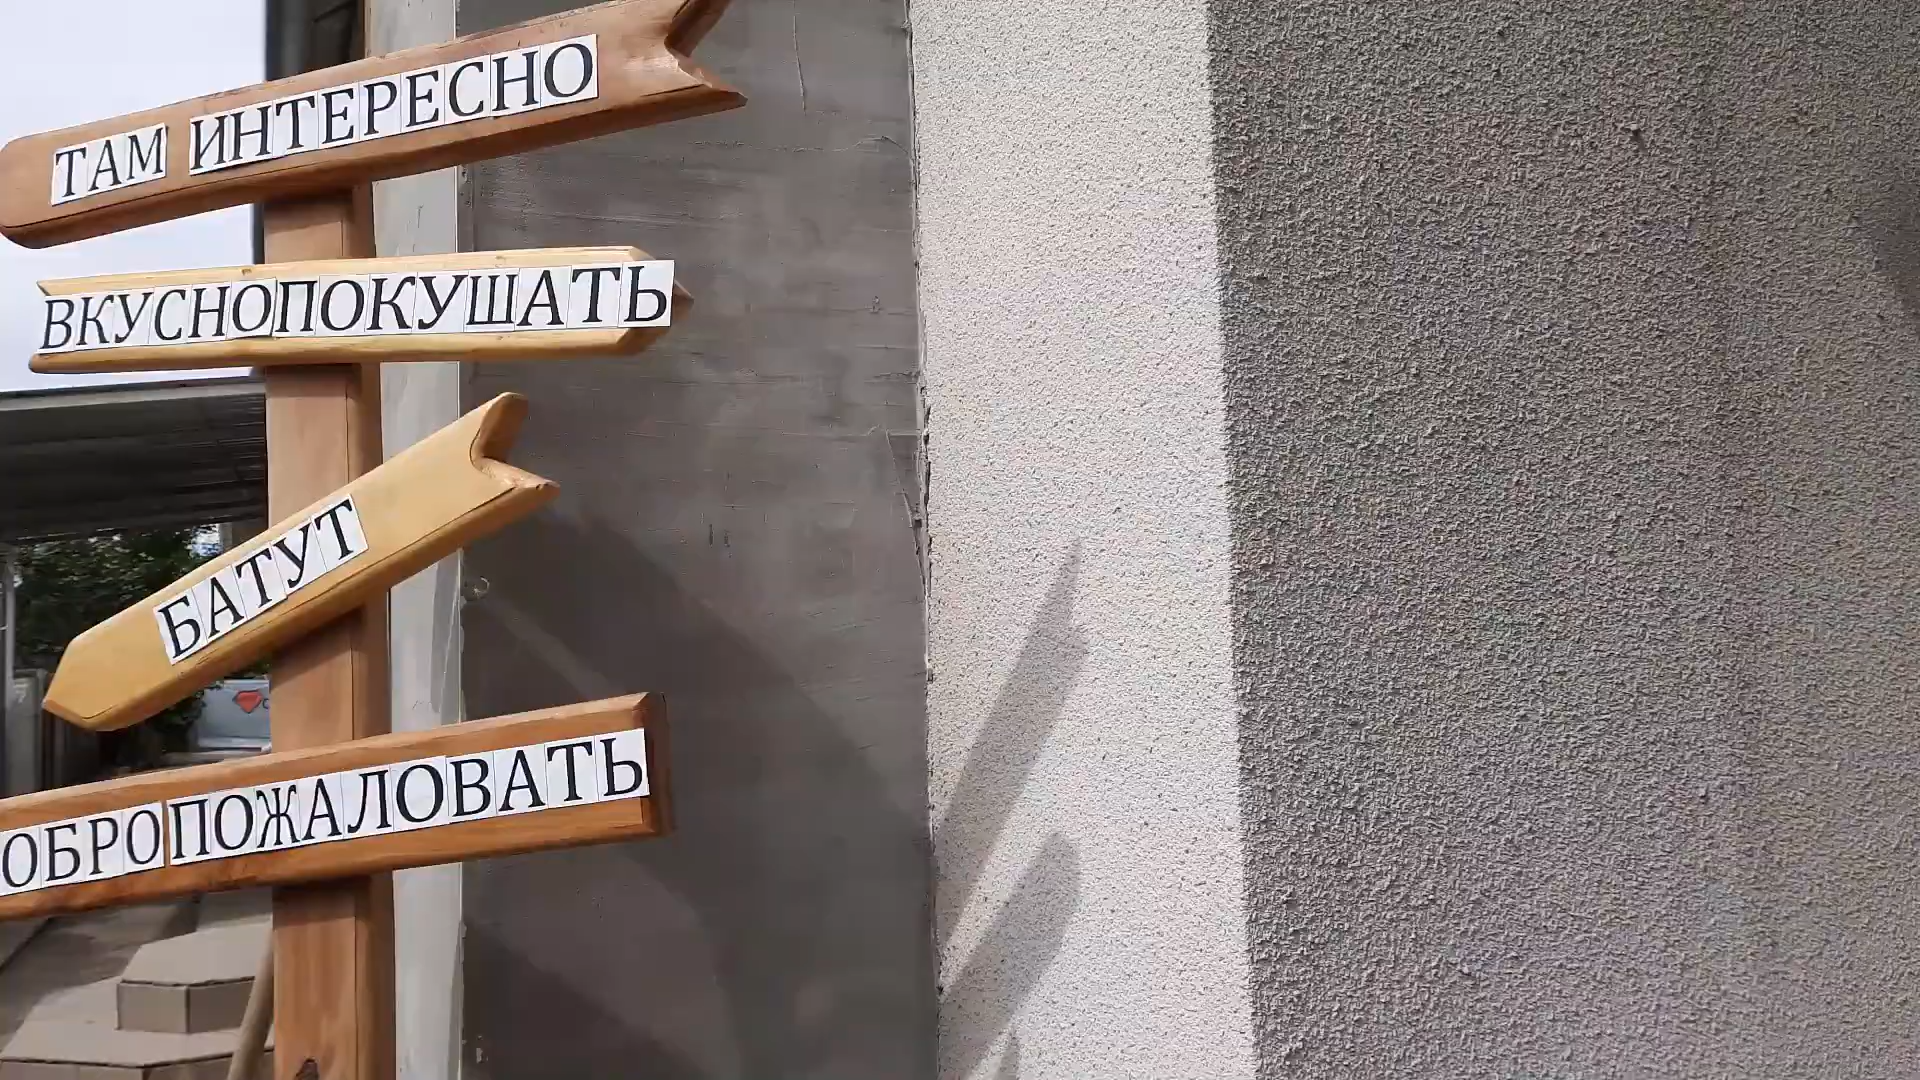 ТАМ ИНТЕРЕСНО
ВКУСНОПОКУШАТЬ
БАТУТ
ОБРОПОЖАЛОВАТЬ